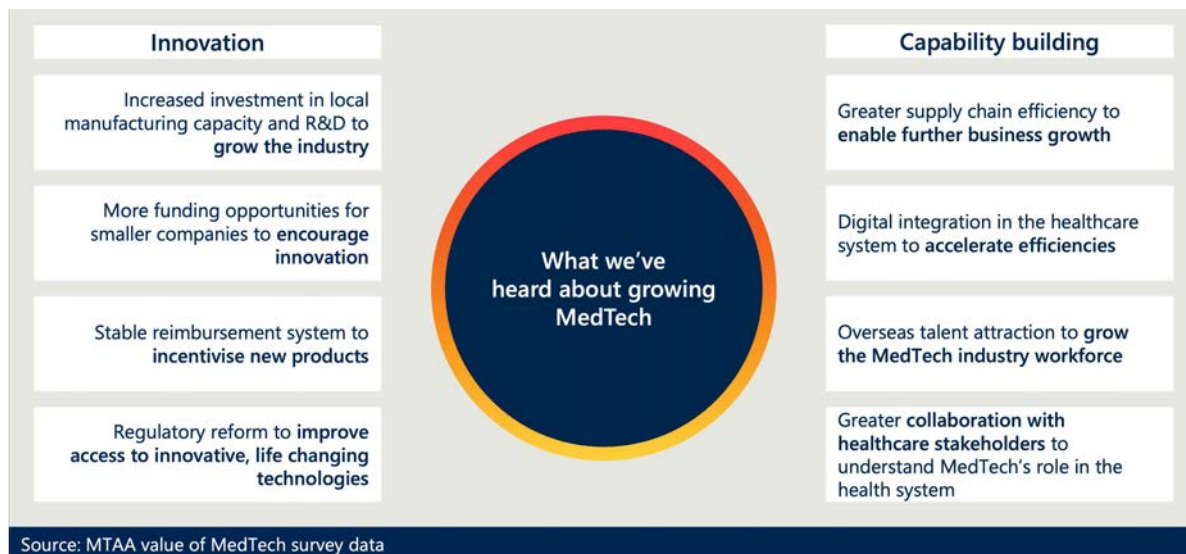 Innovation
Increased investment in local
manufacturing capacity and R&D to
grow the industry
More funding opportunities for
smaller companies to encourage
innovation
Stable reimbursement system to
incentivise new products
Regulatory reform to improve
access to innovative, life changing
technologies
What we've
heard about growing
MedTech
Capability building
Greater supply chain efficiency to
enable further business growth
Digital integration in the healthcare
system to accelerate efficiencies
Overseas talent attraction to grow
the MedTech industry workforce
Greater collaboration with
healthcare stakeholders to
understand MedTech's role in the
health system
Source: MTAA value of MedTech survey data